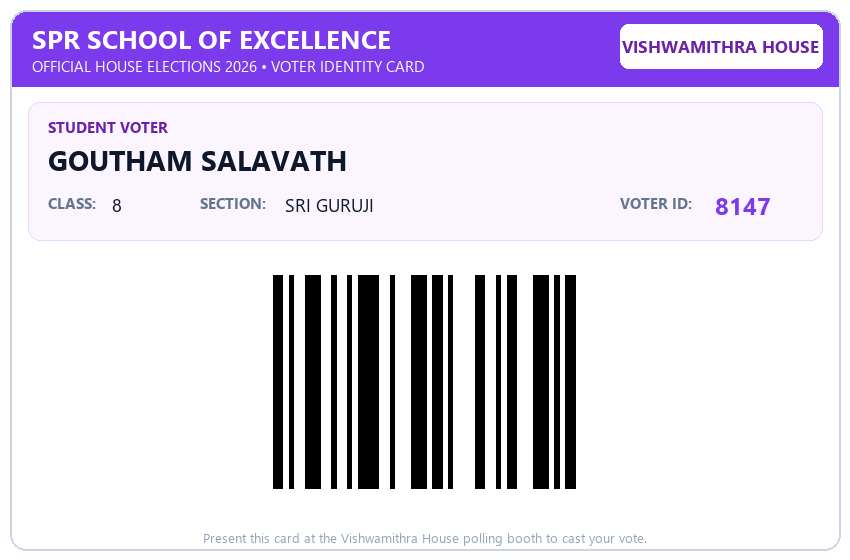 SPR SCHOOL OF EXCELLENCE
OFFICIAL HOUSE ELECTIONS 2026 • VOTER IDENTITY CARD
VISHWAMITHRA HOUSE
STUDENT VOTER
GOUTHAM SALAVATH
CLASS: 8 SECTION: SRI GURUJI VOTER ID: 8147
Present this card at the Vishwamithra House polling booth to cast your vote.